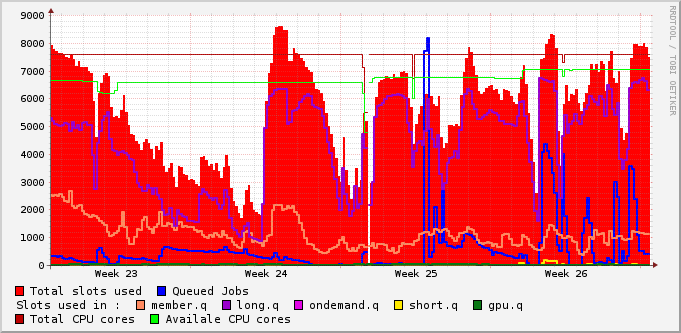 9000
8000
7000
6000
5000
4000
3000
2000
1000
0
Week 23 Week 24 Week 25 Week 26
RRDTOOL / TOBI OETIKER
Total slots used Queued Jobs
Slots used in : member.q long.q ondemand.q short.q gpu.q
Total CPU cores Availale CPU cores